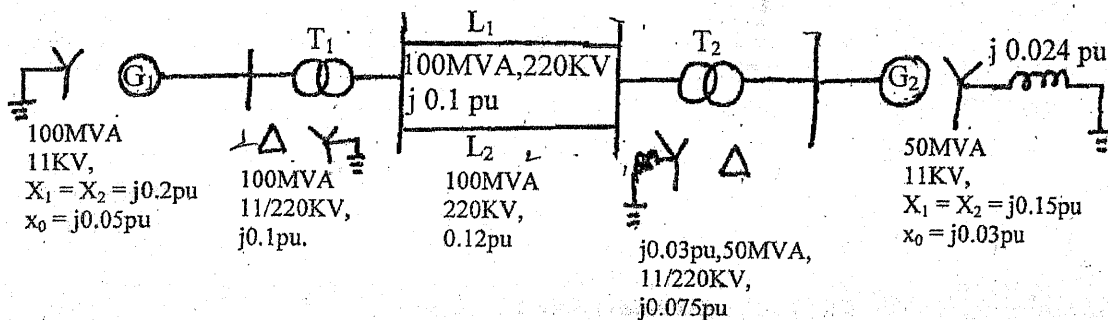 L₁
T₁
T₂
j 0.024 pu
G₁
100MVA,220KV
j 0.1 pu
G₂
L₂
Δ
Δ
100MVA
11KV,
X₁ = X₂ = j0.2pu
x₀ = j0.05pu
100MVA
11/220KV,
j0.1pu.
100MVA
220KV,
0.12pu
j0.03pu,50MVA,
11/220KV,
j0.075pu
50MVA
11KV,
X₁ = X₂ = j0.15pu
x₀ = j0.03pu